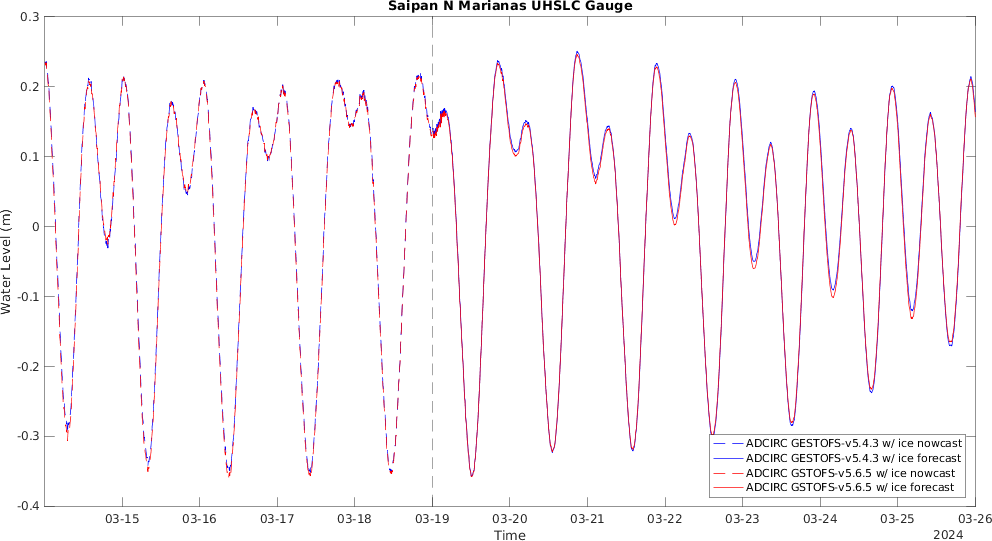 Saipan N Marianas UHSLC Gauge
0.3
0.2
0.1
0
-0.1
-0.2
-0.3
-0.4
Water Level (m)
ADCIRC GESTOFS-v5.4.3 w/ ice nowcast
ADCIRC GESTOFS-v5.4.3 w/ ice forecast
ADCIRC GSTOFS-v5.6.5 w/ ice nowcast
ADCIRC GSTOFS-v5.6.5 w/ ice forecast
03-15 03-16 03-17 03-18 03-19 03-20 03-21 03-22 03-23 03-24 03-25 03-26
Time
2024